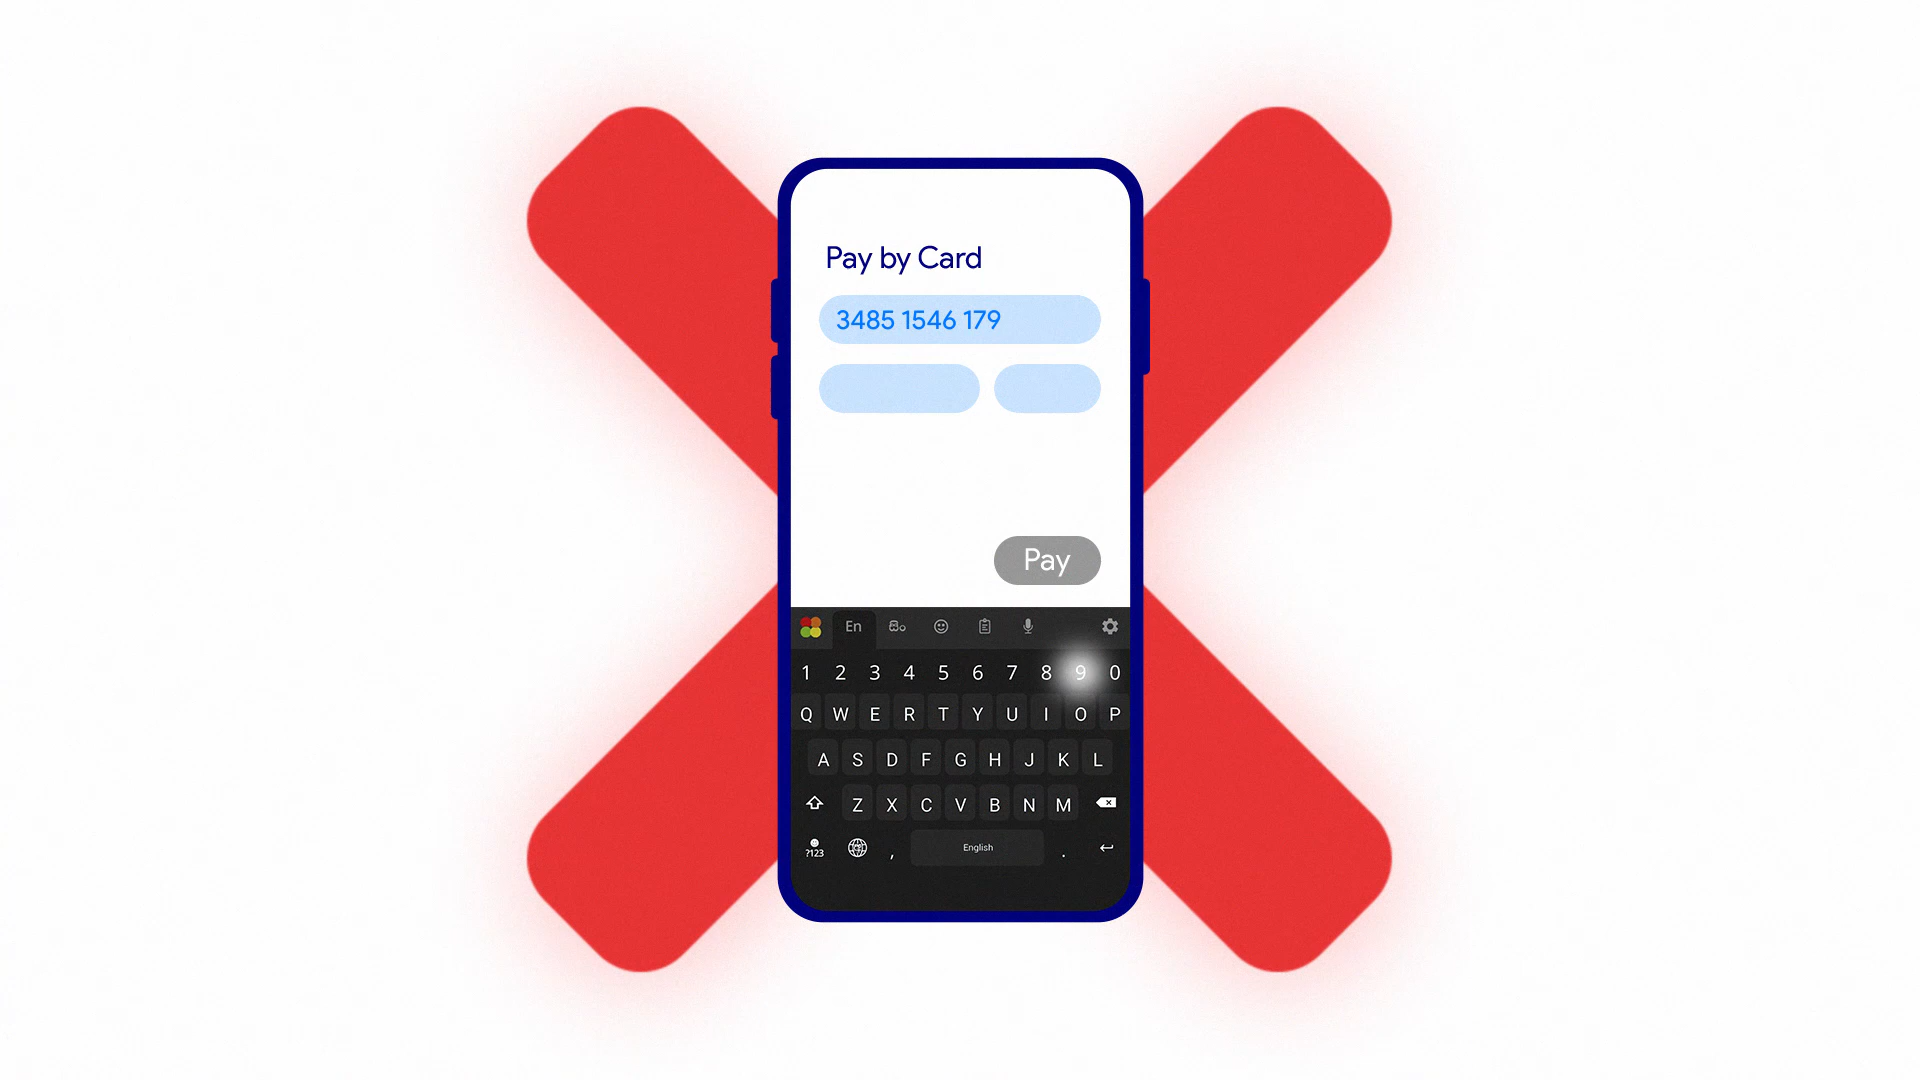 Pay by Card
3485 1546 179
Pay
En
1 2 3 4 5 6 7 8 9 0
Q W E R T Y U I O P
A S D F G H J K L
Z X C V B N M
?123 , English .